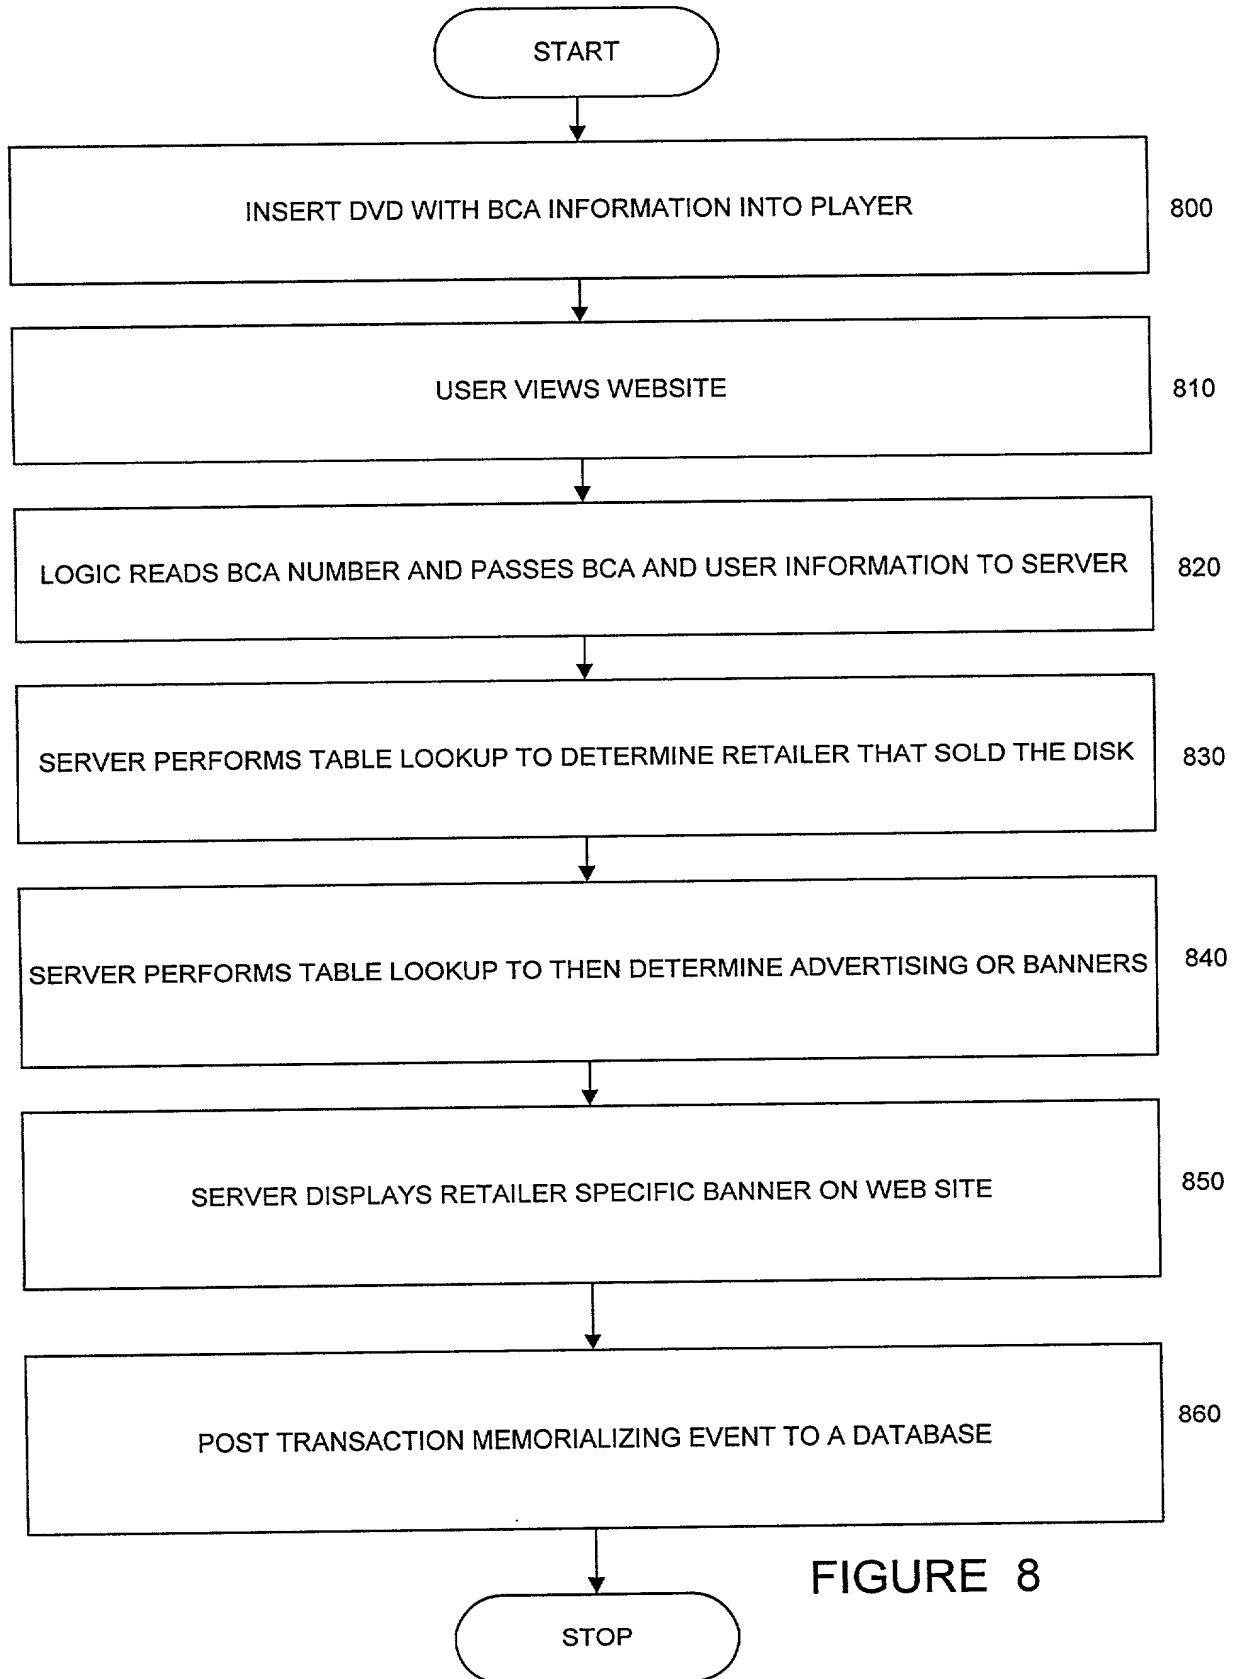 START
INSERT DVD WITH BCA INFORMATION INTO PLAYER
800
USER VIEWS WEBSITE
810
LOGIC READS BCA NUMBER AND PASSES BCA AND USER INFORMATION TO SERVER
820
SERVER PERFORMS TABLE LOOKUP TO DETERMINE RETAILER THAT SOLD THE DISK
830
SERVER PERFORMS TABLE LOOKUP TO THEN DETERMINE ADVERTISING OR BANNERS
840
SERVER DISPLAYS RETAILER SPECIFIC BANNER ON WEB SITE
850
POST TRANSACTION MEMORIALIZING EVENT TO A DATABASE
860
FIGURE 8
STOP